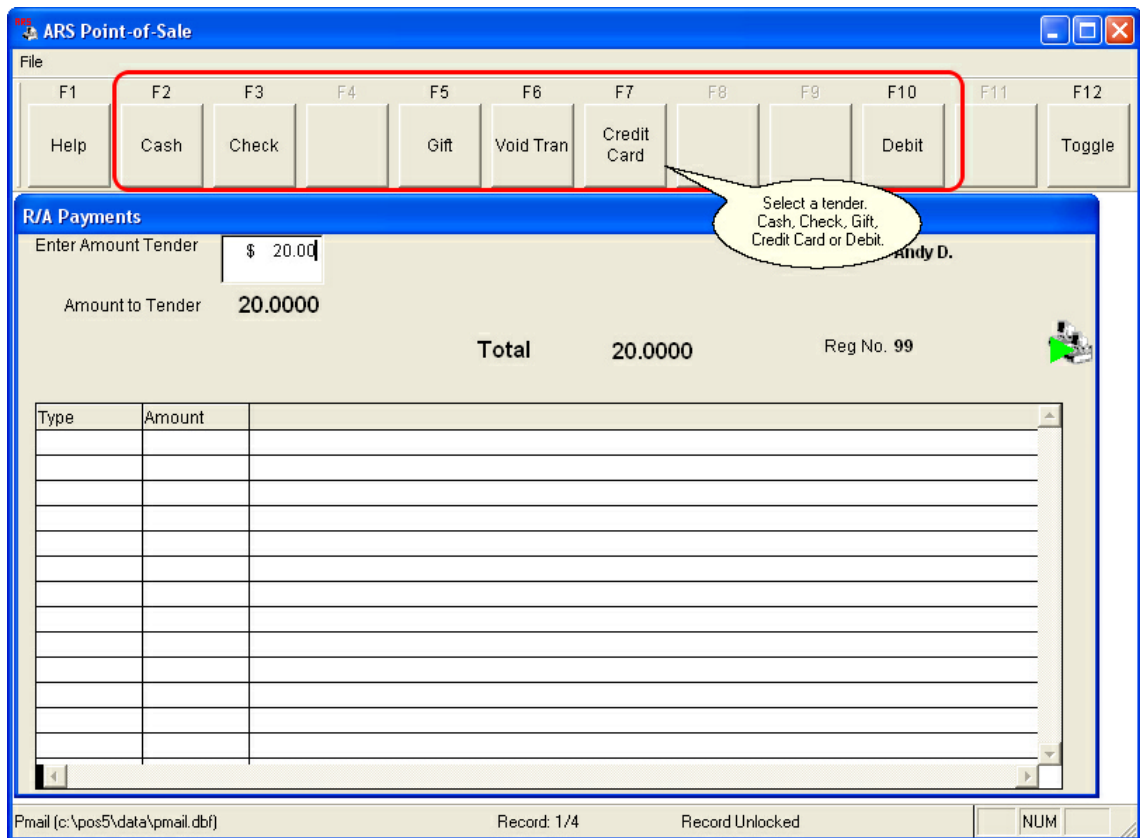 ARS Point-of-Sale
File
F1 F2 F3 F4 F5 F6 F7 F8 F9 F10 F11 F12
Help Cash Check Gift Void Tran Credit Card Debit Toggle
Select a tender.
Cash, Check, Gift,
Credit Card or Debit.
R/A Payments
Enter Amount Tender $ 20.00
Andy D.
Amount to Tender 20.0000
Total 20.0000 Reg No. 99
Type Amount
Pmail (c:\pos5\data\pmail.dbf) Record: 1/4 Record Unlocked NUM